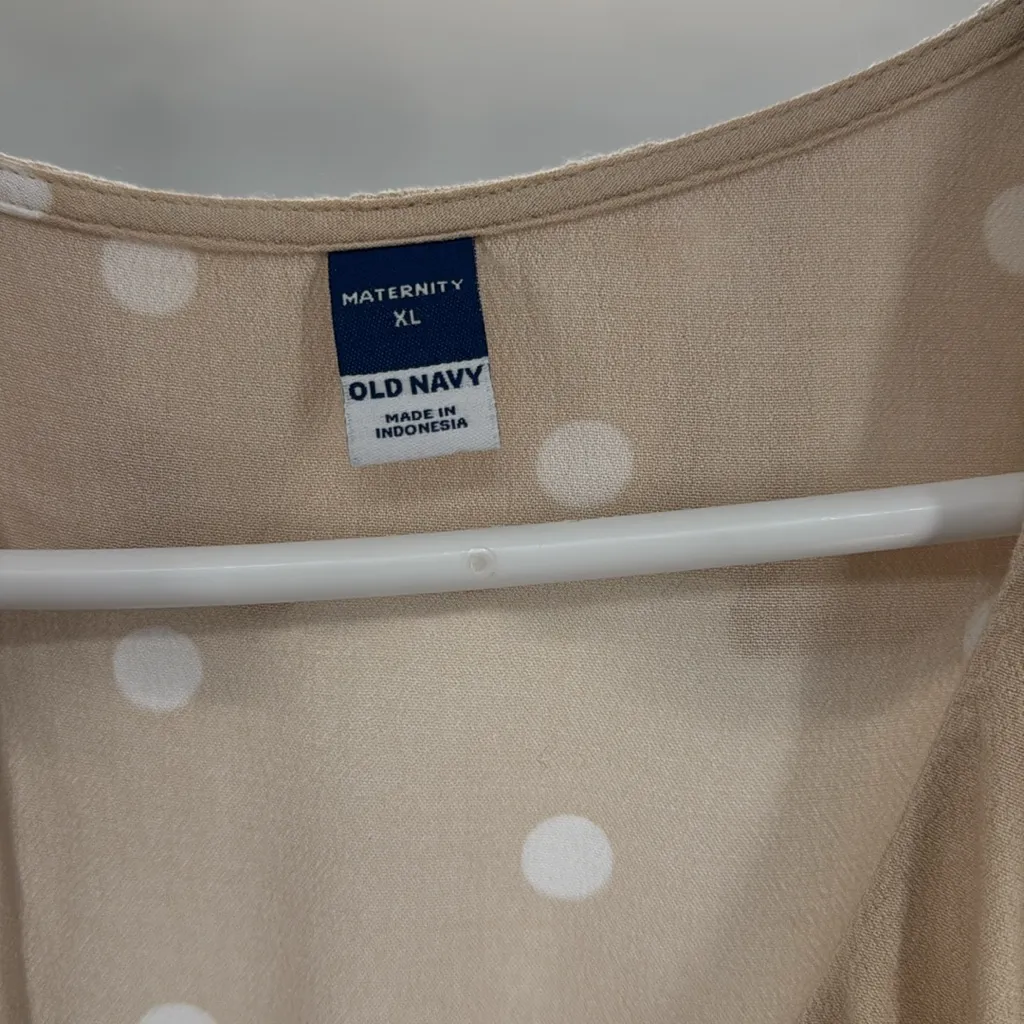 MATERNITY
XL
OLD NAVY
MADE IN
INDONESIA